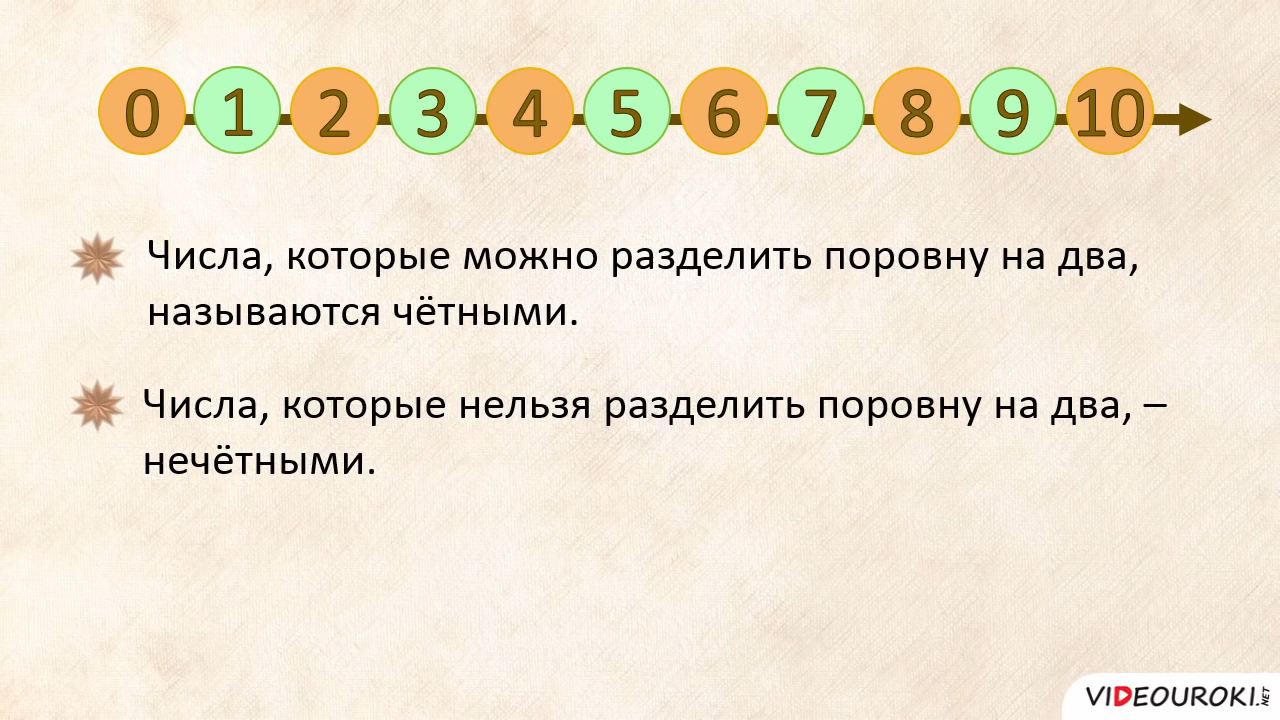 0 1 2 3 4 5 6 7 8 9 10
Числа, которые можно разделить поровну на два,
называются чётными.
Числа, которые нельзя разделить поровну на два, –
нечётными.
VIDEOUROKI.NET